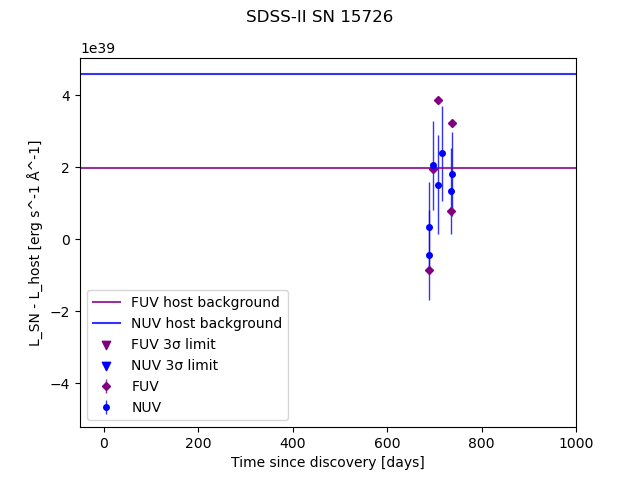 SDSS-II SN 15726
1e39
L_SN - L_host [erg s^-1 Å^-1]
4
2
0
−2
−4
FUV host background
NUV host background
FUV 3σ limit
NUV 3σ limit
FUV
NUV
0 200 400 600 800 1000
Time since discovery [days]